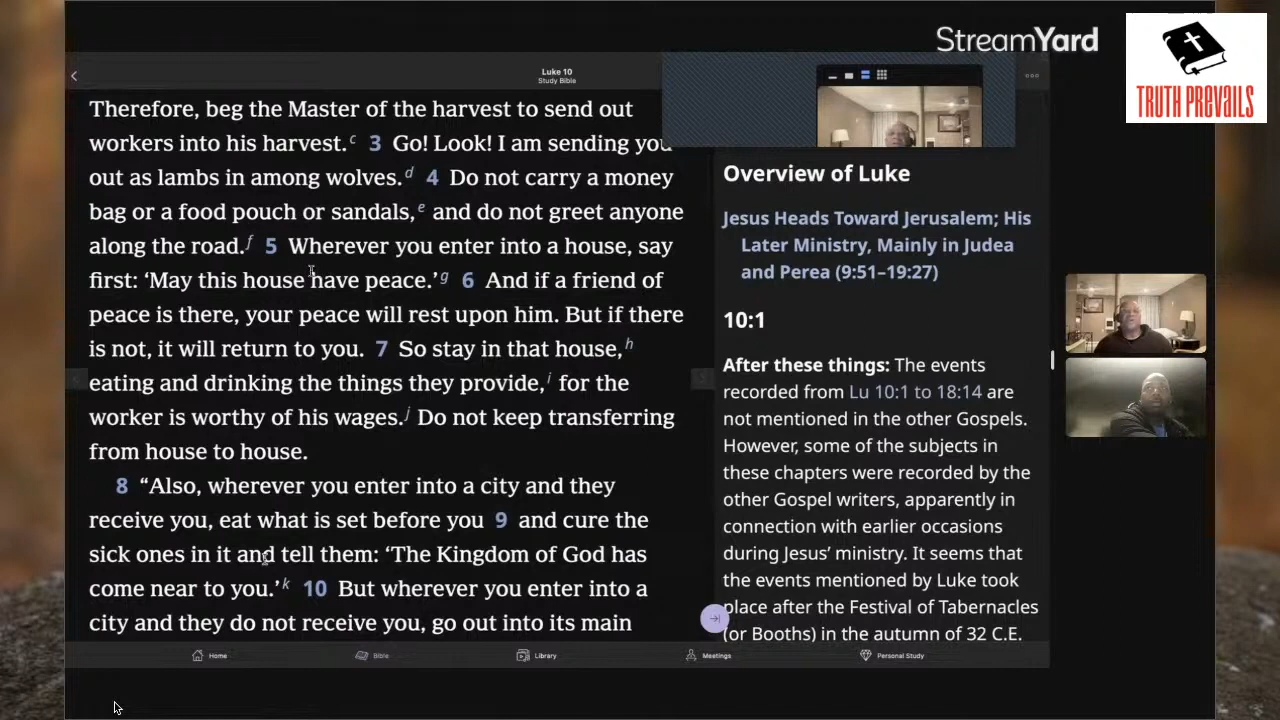 StreamYard
TRUTH PREVAILS
Luke 10
Study Bible
Therefore, beg the Master of the harvest to send out
workers into his harvest.c 3 Go! Look! I am sending you
out as lambs in among wolves.d 4 Do not carry a money
bag or a food pouch or sandals,e and do not greet anyone
along the road.f 5 Wherever you enter into a house, say
first: ‘May this house have peace.’g 6 And if a friend of
peace is there, your peace will rest upon him. But if there
is not, it will return to you. 7 So stay in that house,h
eating and drinking the things they provide,i for the
worker is worthy of his wages.j Do not keep transferring
from house to house.
8 “Also, wherever you enter into a city and they
receive you, eat what is set before you 9 and cure the
sick ones in it and tell them: ‘The Kingdom of God has
come near to you.’k 10 But wherever you enter into a
city and they do not receive you, go out into its main
Overview of Luke
Jesus Heads Toward Jerusalem; His
Later Ministry, Mainly in Judea
and Perea (9:51–19:27)
10:1
After these things: The events
recorded from Lu 10:1 to 18:14 are
not mentioned in the other Gospels.
However, some of the subjects in
these chapters were recorded by the
other Gospel writers, apparently in
connection with earlier occasions
during Jesus’ ministry. It seems that
the events mentioned by Luke took
place after the Festival of Tabernacles
(or Booths) in the autumn of 32 C.E.
Home
Bible
Library
Meetings
Personal Study